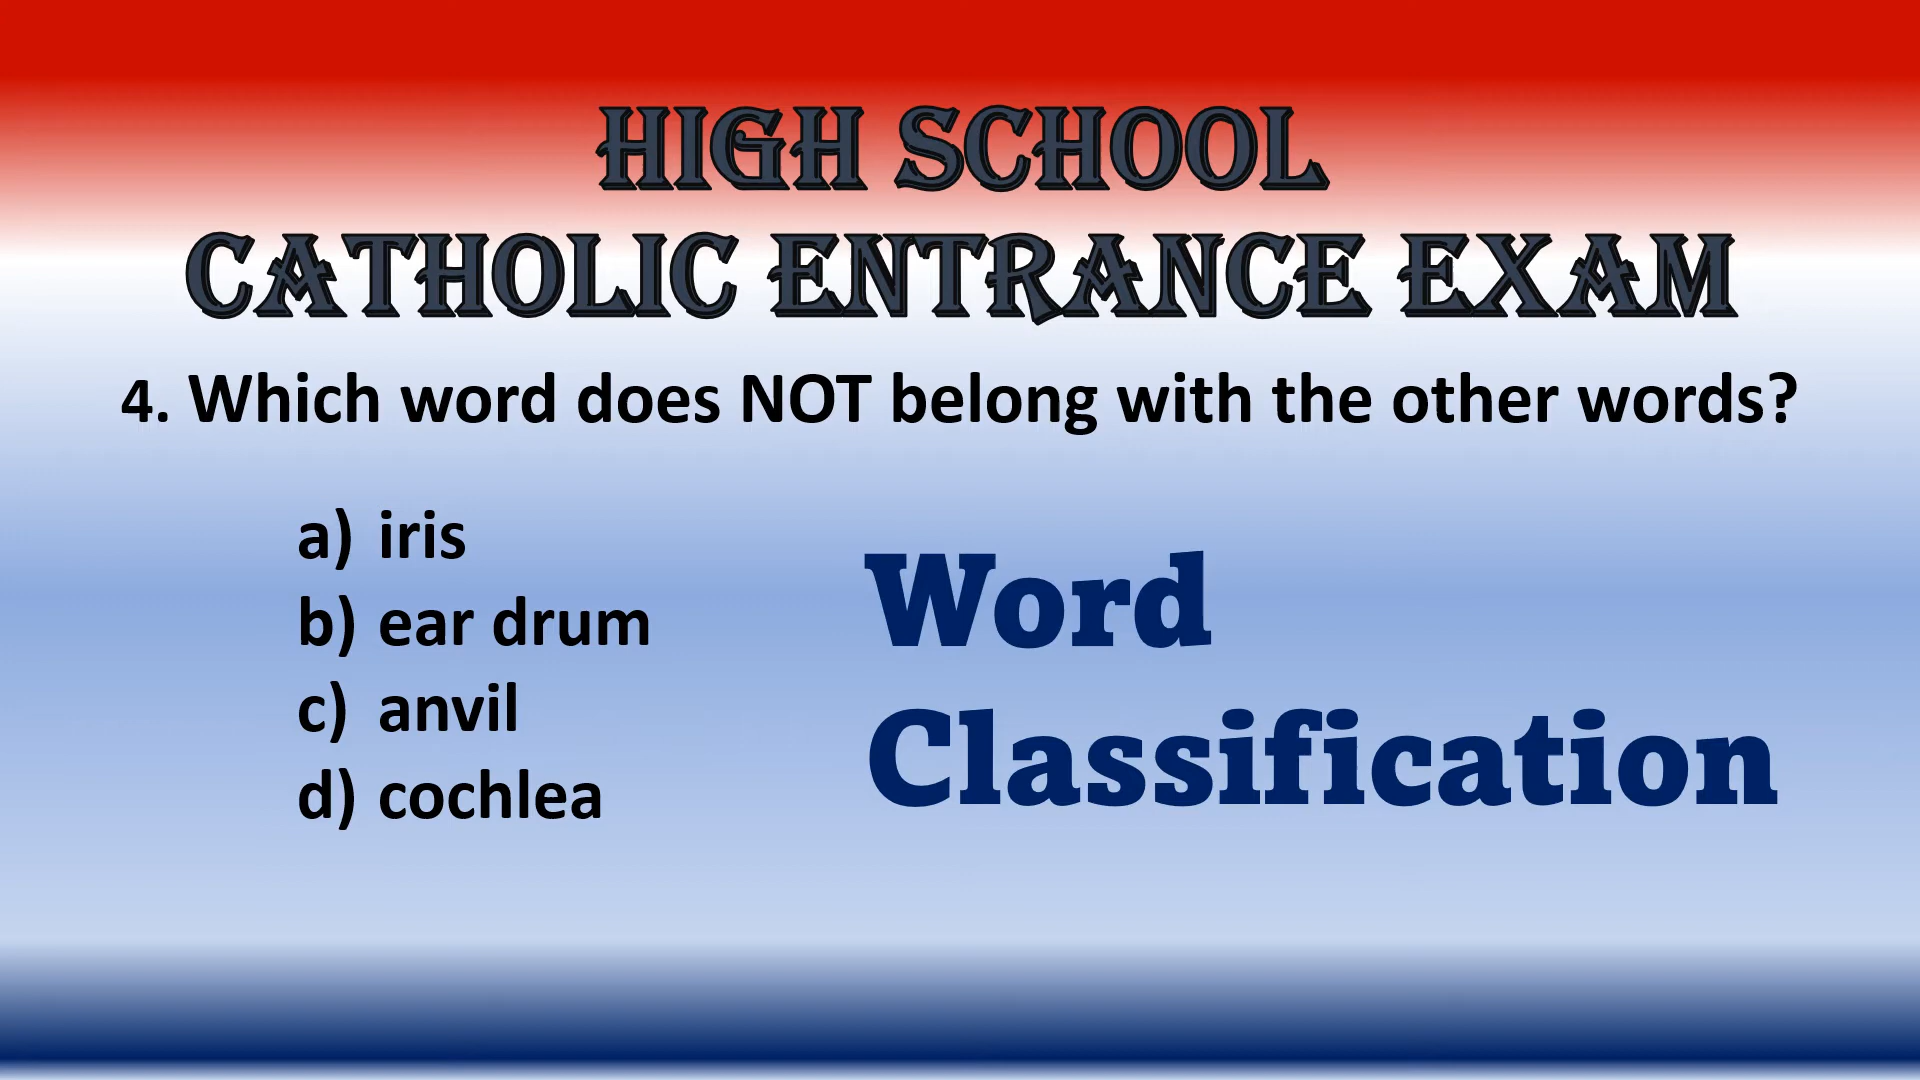 HIGH SCHOOL
CATHOLIC ENTRANCE EXAM
4. Which word does NOT belong with the other words?
a) iris
b) ear drum
c) anvil
d) cochlea
Word
Classification